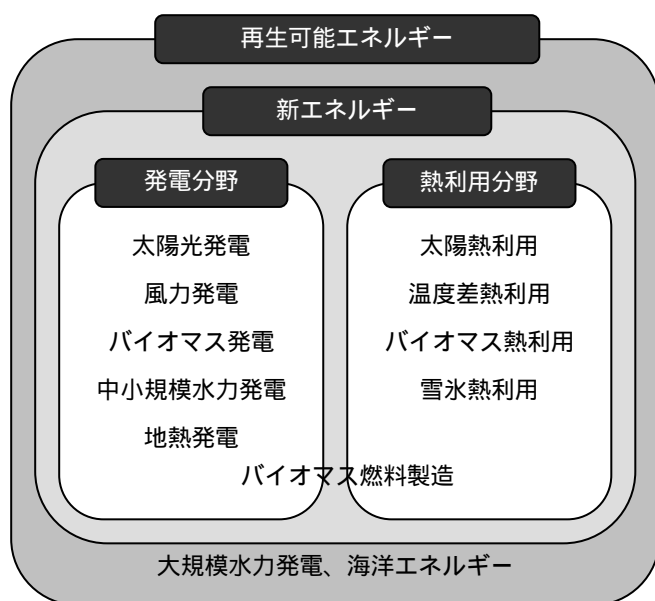 再生可能エネルギー
新エネルギー
発電分野
太陽光発電
風力発電
バイオマス発電
中小規模水力発電
地熱発電
熱利用分野
太陽熱利用
温度差熱利用
バイオマス熱利用
雪氷熱利用
バイオマス燃料製造
大規模水力発電、海洋エネルギー